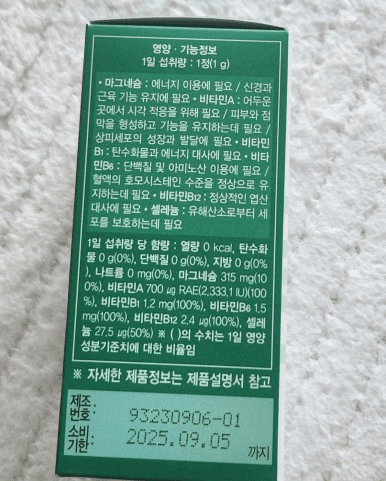 영양 · 기능정보
1일 섭취량 : 1정(1 g)
• 마그네슘 : 에너지 이용에 필요 / 신경과
근육 기능 유지에 필요 • 비타민A : 어두운
곳에서 시각 적응을 위해 필요 / 피부와 점
막을 형성하고 기능을 유지하는데 필요 /
상피세포의 성장과 발달에 필요 • 비타민
B₁ : 탄수화물과 에너지 대사에 필요 • 비타
민B₆ : 단백질 및 아미노산 이용에 필요 /
혈액의 호모시스테인 수준을 정상으로 유
지하는데 필요 • 비타민B₁₂ : 정상적인 엽산
대사에 필요 • 셀레늄 : 유해산소로부터 세
포를 보호하는데 필요
1일 섭취량 당 함량 : 열량 0 kcal, 탄수화
물 0 g(0%), 단백질 0 g(0%), 지방 0 g(0%
), 나트륨 0 mg(0%), 마그네슘 315 mg(10
0%), 비타민A 700 ㎍ RAE(2,333.1 IU)(100
%), 비타민B₁ 1.2 mg(100%), 비타민B₆ 1.5
mg(100%), 비타민B₁₂ 2.4 ㎍(100%), 셀레
늄 27.5 ㎍(50%) ※ ( )의 수치는 1일 영양
성분기준치에 대한 비율임
※ 자세한 제품정보는 제품설명서 참고
제조
번호: 93230906-01
소비
기한: 2025.09.05 까지